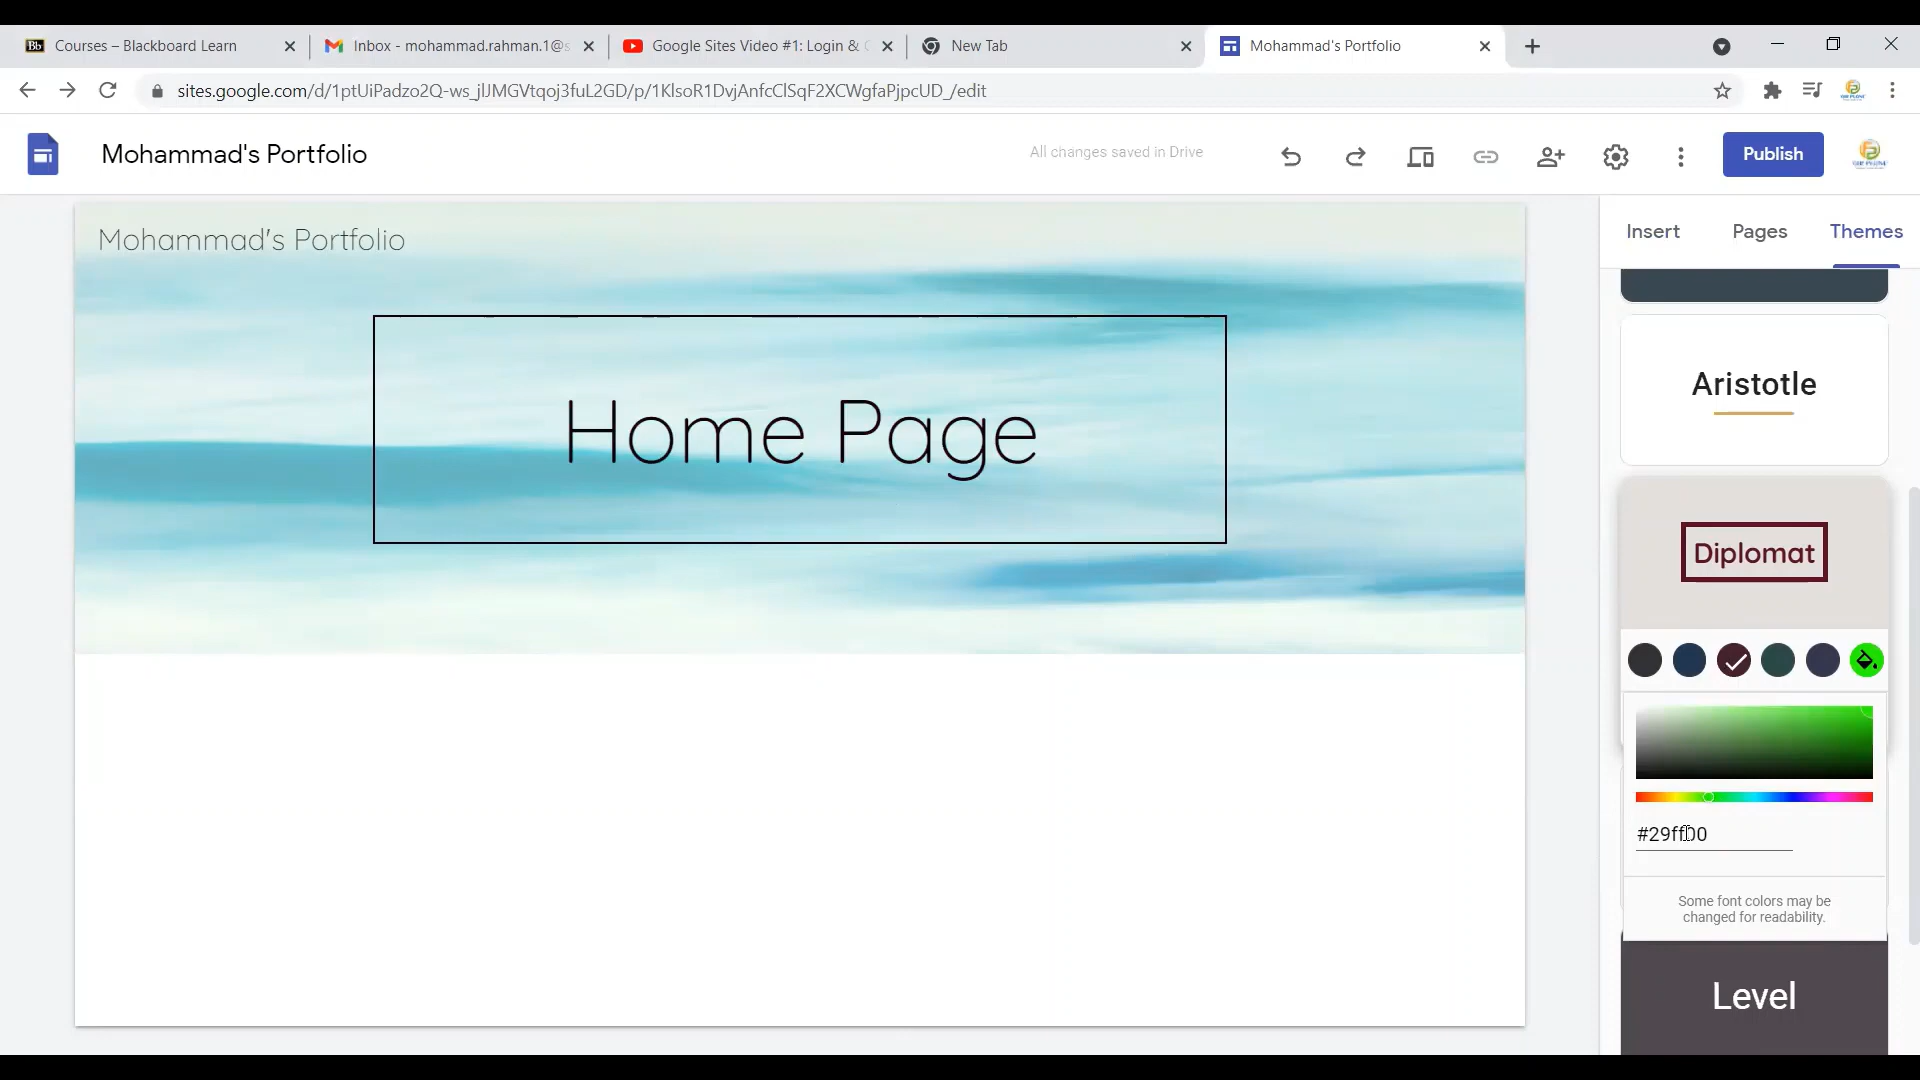 Courses – Blackboard Learn
Inbox - mohammad.rahman.1@s
Google Sites Video #1: Login &
New Tab
Mohammad's Portfolio
sites.google.com/d/1ptUiPadzo2Q-ws_jlJMGVtqoj3fuL2GD/p/1KlsoR1DvjAnfcClSqF2XCWgfaPjpcUD_/edit
Mohammad's Portfolio
All changes saved in Drive
Publish
Insert
Pages
Themes
Mohammad's Portfolio
Home Page
Aristotle
Diplomat
#29ff00
Some font colors may be
changed for readability.
Level